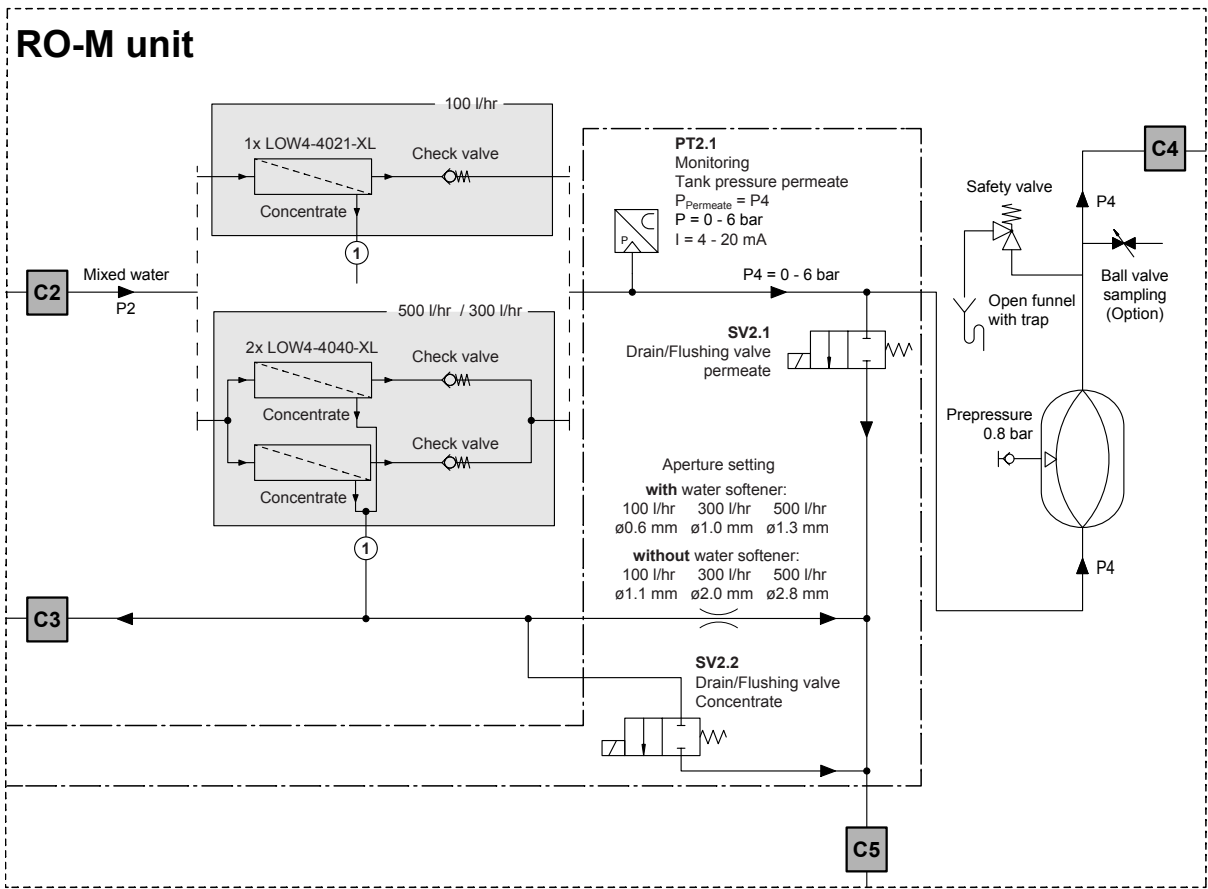 RO-M unit
100 l/hr
1x LOW4-4021-XL
Check valve
Concentrate
1
C2
Mixed water
P2
500 l/hr / 300 l/hr
2x LOW4-4040-XL
Check valve
Concentrate
Check valve
Concentrate
1
C3
PT2.1
Monitoring
Tank pressure permeate
PPermeate = P4
P = 0 - 6 bar
I = 4 - 20 mA
P
P4 = 0 - 6 bar
SV2.1
Drain/Flushing valve
permeate
Aperture setting
with water softener:
100 l/hr 300 l/hr 500 l/hr
ø0.6 mm ø1.0 mm ø1.3 mm
without water softener:
100 l/hr 300 l/hr 500 l/hr
ø1.1 mm ø2.0 mm ø2.8 mm
SV2.2
Drain/Flushing valve
Concentrate
C4
Safety valve
P4
Open funnel
with trap
Ball valve
sampling
(Option)
Prepressure
0.8 bar
P4
C5